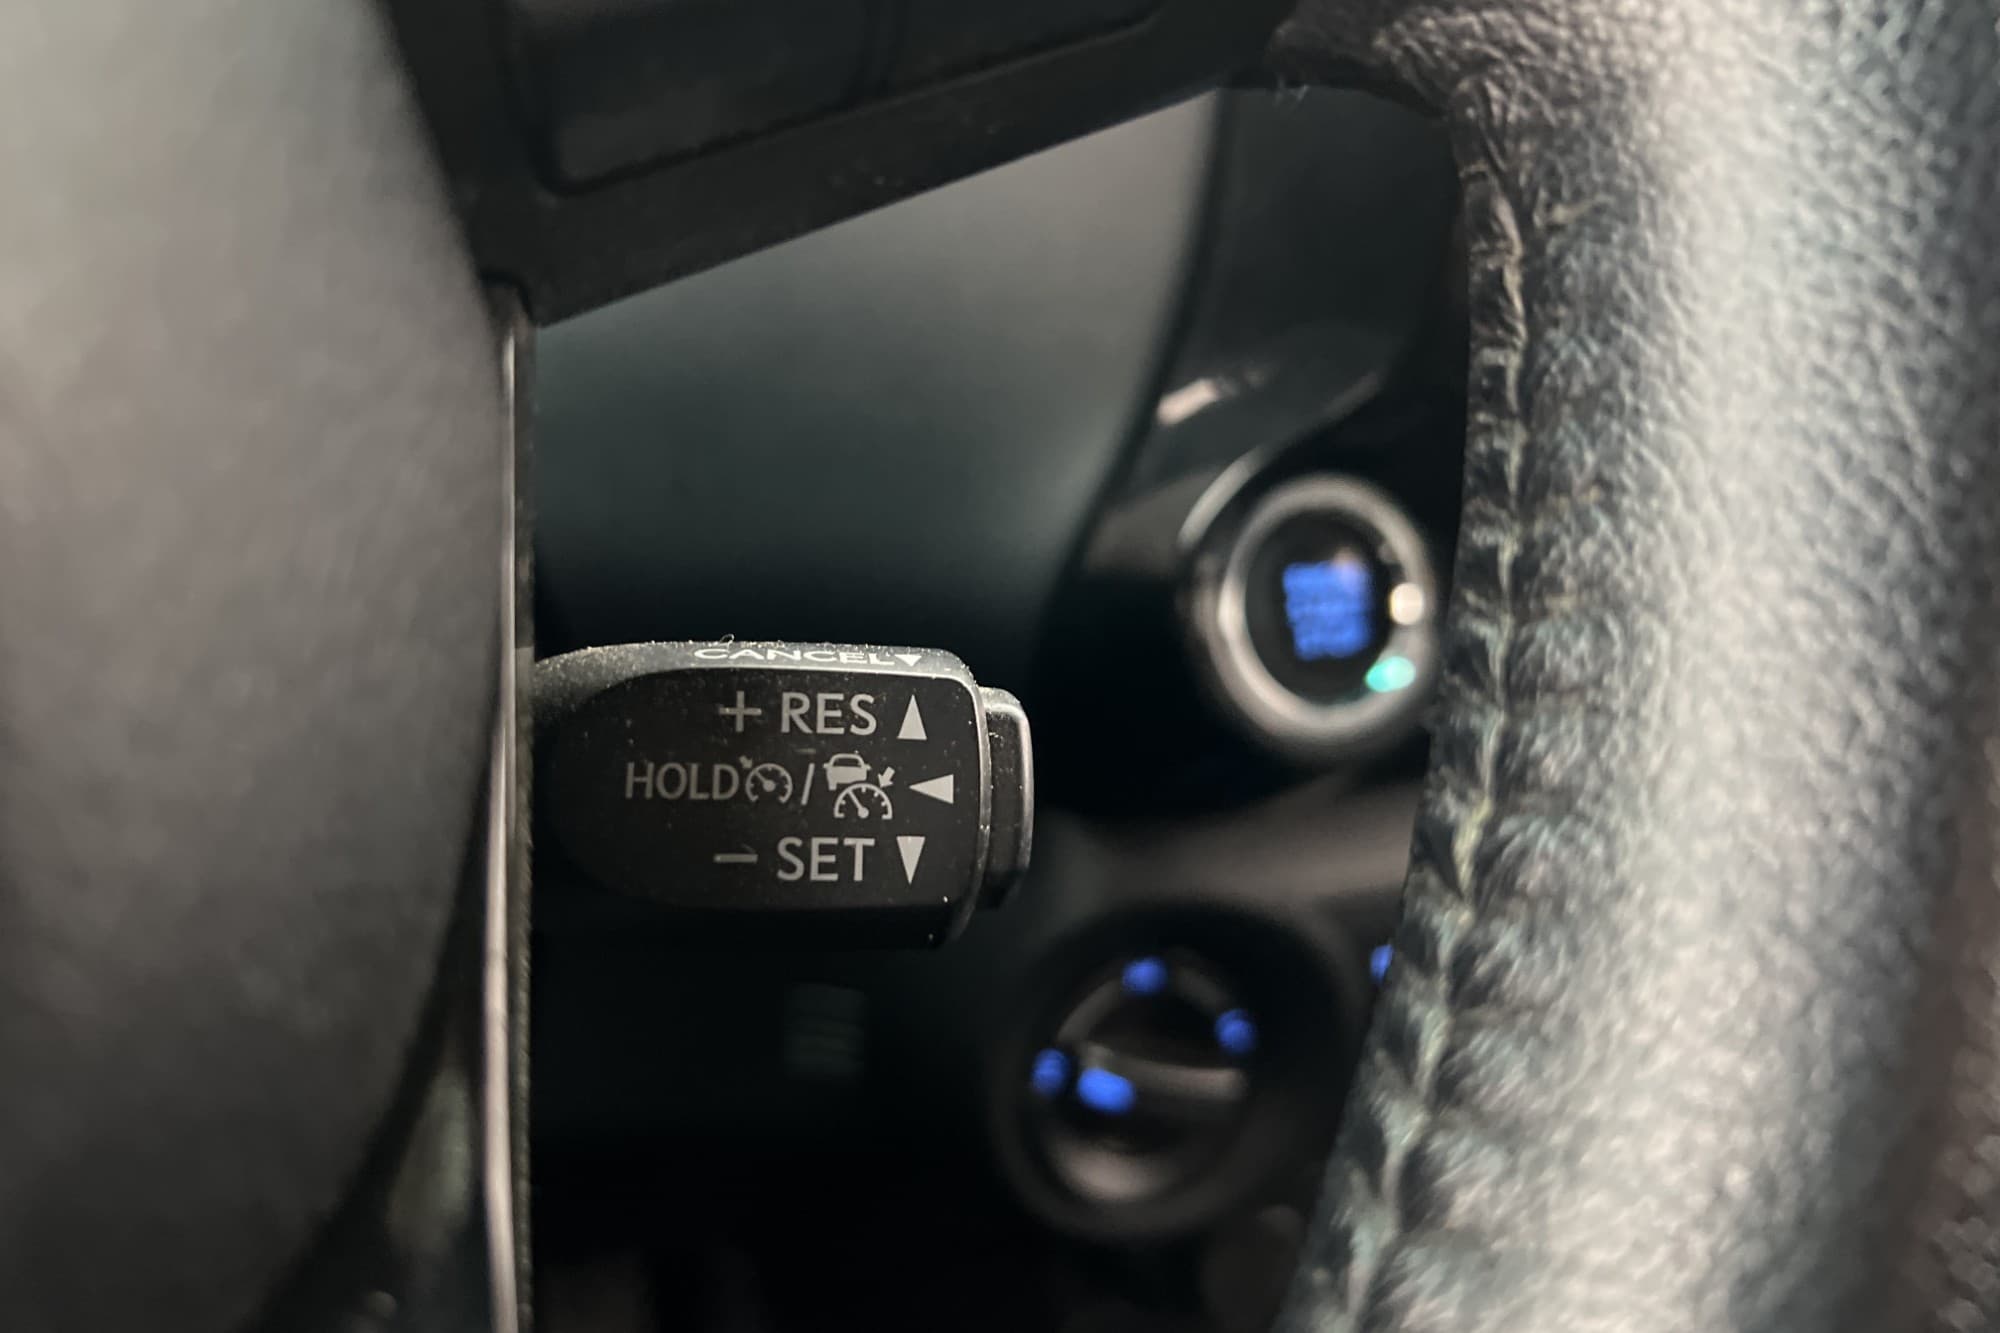 CANCEL▼
+ RES ▲
HOLD / ◀
− SET ▼